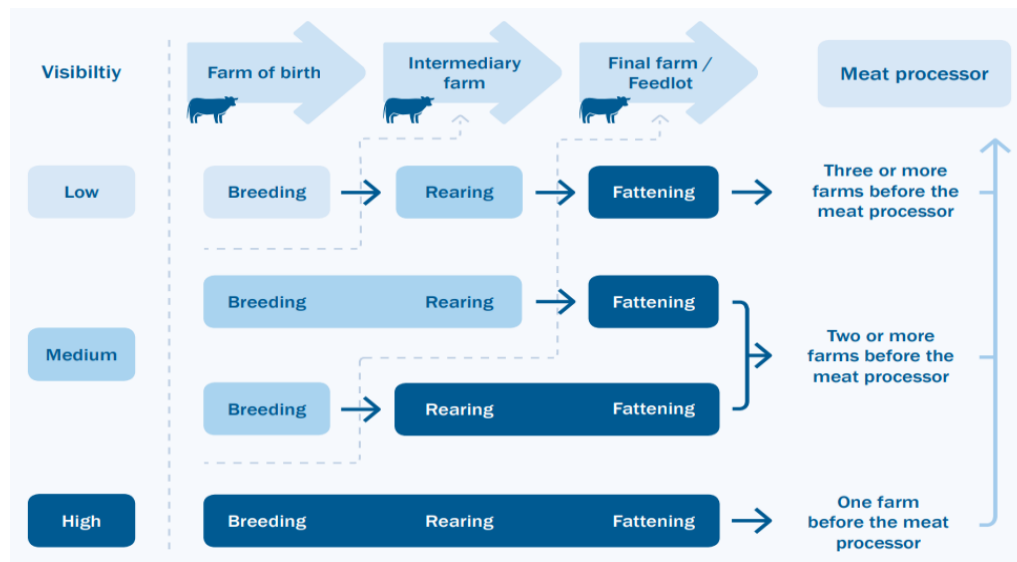 Visibiltiy
Farm of birth
Intermediary
farm
Final farm /
Feedlot
Meat processor
Low
Breeding
Rearing
Fattening
Three or more
farms before the
meat processor
Medium
Breeding
Rearing
Fattening
Two or more
farms before the
meat processor
Breeding
Rearing
Fattening
High
Breeding
Rearing
Fattening
One farm
before the meat
processor